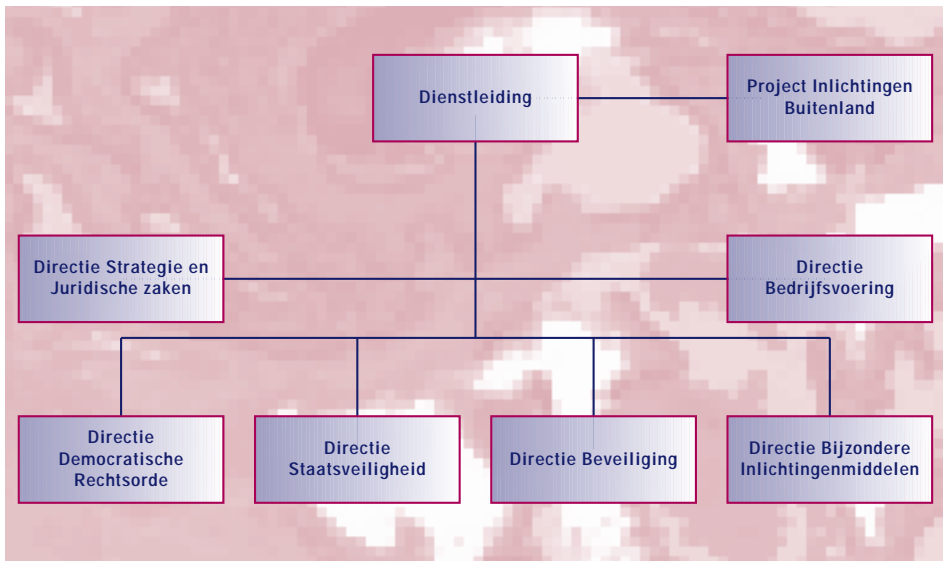 Dienstleiding
Project Inlichtingen
Buitenland
Directie Strategie en
Juridische zaken
Directie
Bedrijfsvoering
Directie
Democratische
Rechtsorde
Directie
Staatsveiligheid
Directie Beveiliging
Directie Bijzondere
Inlichtingenmiddelen